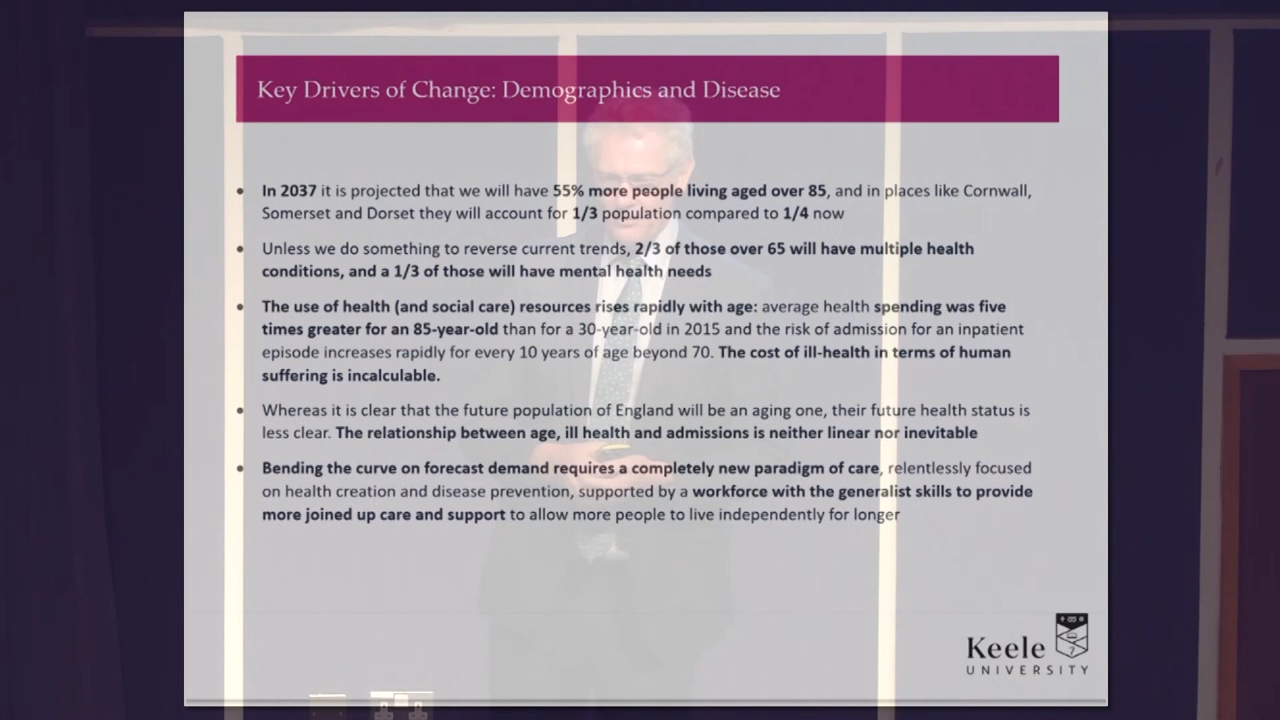 Key Drivers of Change: Demographics and Disease
• In 2037 it is projected that we will have 55% more people living aged over 85, and in places like Cornwall,
Somerset and Dorset they will account for 1/3 population compared to 1/4 now
• Unless we do something to reverse current trends, 2/3 of those over 65 will have multiple health
conditions, and a 1/3 of those will have mental health needs
• The use of health (and social care) resources rises rapidly with age: average health spending was five
times greater for an 85-year-old than for a 30-year-old in 2015 and the risk of admission for an inpatient
episode increases rapidly for every 10 years of age beyond 70. The cost of ill-health in terms of human
suffering is incalculable.
• Whereas it is clear that the future population of England will be an aging one, their future health status is
less clear. The relationship between age, ill health and admissions is neither linear nor inevitable
• Bending the curve on forecast demand requires a completely new paradigm of care, relentlessly focused
on health creation and disease prevention, supported by a workforce with the generalist skills to provide
more joined up care and support to allow more people to live independently for longer
Keele
UNIVERSITY